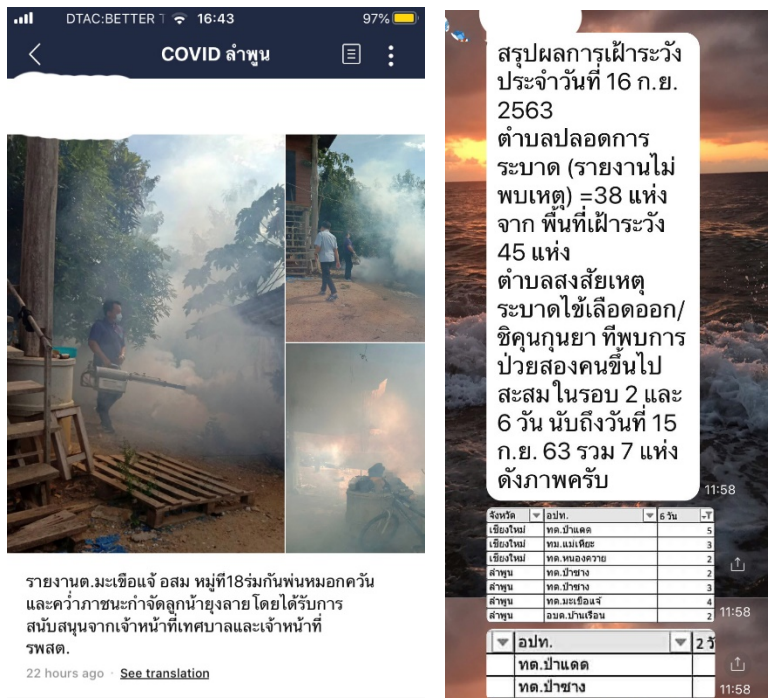 DTAC:BETTER T 16:43 97%
COVID ลำพูน
รายงานต.มะเขือแจ้ อสม หมู่ที่18ร่มกันพ่นหมอกควัน
และคว่ำภาชนะกำจัดลูกน้ำยุงลาย โดยได้รับการ
สนับสนุนจากเจ้าหน้าที่เทศบาลและเจ้าหน้าที่
รพสต.
22 hours ago · See translation
สรุปผลการเฝ้าระวัง
ประจำวันที่ 16 ก.ย.
2563
ตำบลปลอดการ
ระบาด (รายงานไม่
พบเหตุ) =38 แห่ง
จาก พื้นที่เฝ้าระวัง
45 แห่ง
ตำบลสงสัยเหตุ
ระบาดไข้เลือดออก/
ชิคุนกุนยา ทีพบการ
ป่วยสองคนขึ้นไป
สะสมในรอบ 2 และ
6 วัน นับถึงวันที่ 15
ก.ย. 63 รวม 7 แห่ง
ดังภาพครับ
11:58
จังหวัด อปท. 6 วัน
เชียงใหม่ ทต.ป่าแดด 5
เชียงใหม่ ทม.แม่เหียะ 3
เชียงใหม่ ทต.หนองควาย 2
ลำพูน ทต.ป่าซาง 2
ลำพูน ทต.ป่าซาง 3
ลำพูน ทต.มะเขือแจ้ 4
ลำพูน อบต.บ้านเรือน 2
11:58
อปท. 2 วั
ทต.ป่าแดด
ทต.ป่าซาง
11:58